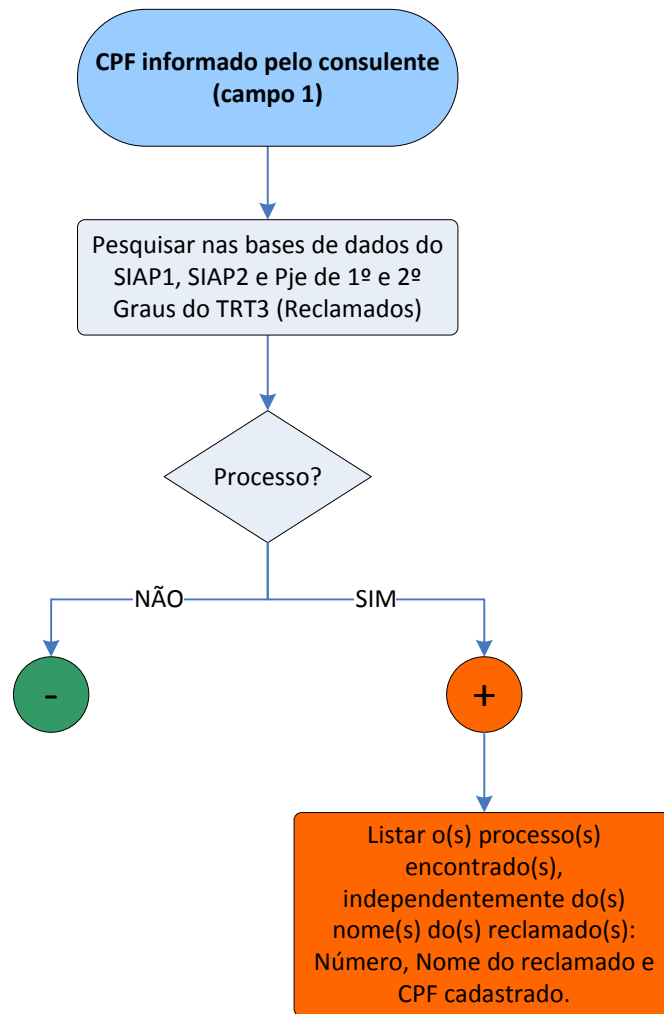 CPF informado pelo consulente
(campo 1)
Pesquisar nas bases de dados do
SIAP1, SIAP2 e Pje de 1º e 2º
Graus do TRT3 (Reclamados)
Processo?
NÃO
SIM
-
+
Listar o(s) processo(s)
encontrado(s),
independentemente do(s)
nome(s) do(s) reclamado(s):
Número, Nome do reclamado e
CPF cadastrado.